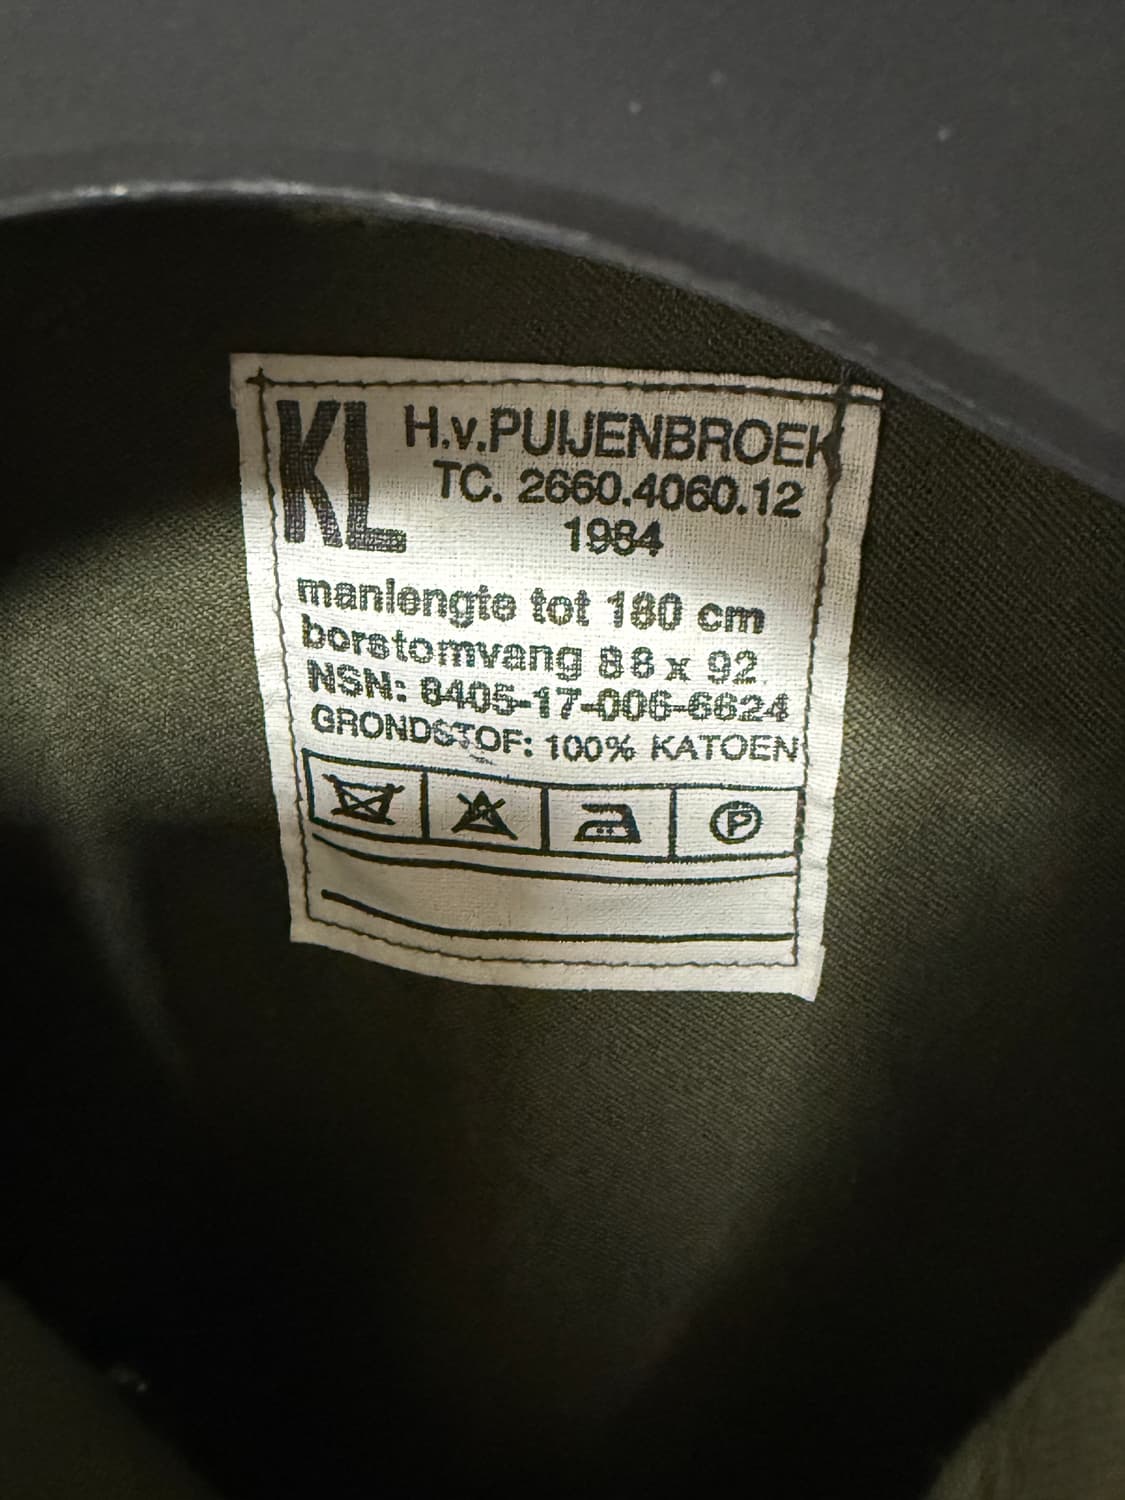 KL H.v.PUIJENBROEK
TC. 2660.4060.12
1984
manlengte tot 180 cm
borstomvang 88 x 92.
NSN: 8405-17-006-6624
GRONDSTOF: 100% KATOEN
P